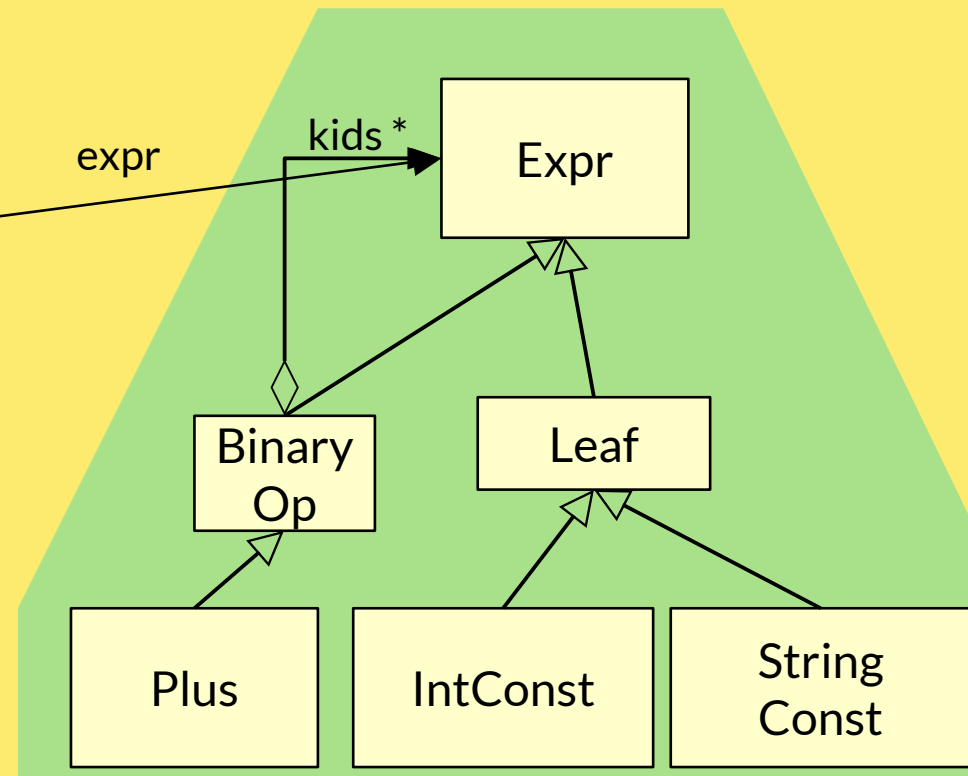 kids *
expr
Expr
Binary
Op
Leaf
Plus
IntConst
String
Const